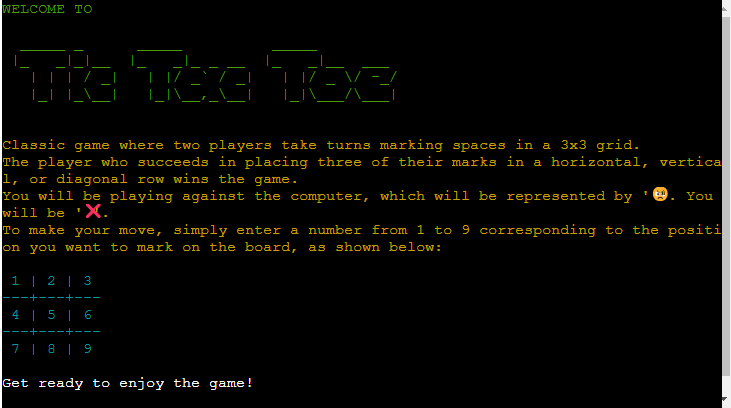 WELCOME TO
Tic Tac Toe
Classic game where two players take turns marking spaces in a 3x3 grid.
The player who succeeds in placing three of their marks in a horizontal, vertica
l, or diagonal row wins the game.
You will be playing against the computer, which will be represented by '😠. You
will be '❌.
To make your move, simply enter a number from 1 to 9 corresponding to the positi
on you want to mark on the board, as shown below:
1 | 2 | 3
---+---+---
4 | 5 | 6
---+---+---
7 | 8 | 9
Get ready to enjoy the game!